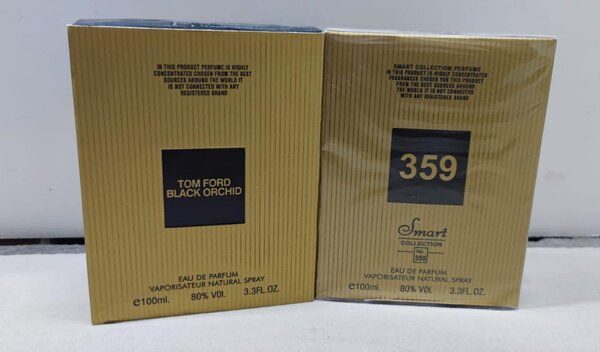 IN THIS PRODUCT PERFUME IS HIGHLY
CONCENTRATED CHOSEN FROM THE BEST
SOURCES AROUND THE WORLD IT
IS NOT CONNECTED WITH ANY
REGISTERED BRAND
TOM FORD
BLACK ORCHID
EAU DE PARFUM
VAPORISATEUR NATURAL SPRAY
e100ml. 80% VOl. 3.3FL.OZ.
SMART COLLECTION PERFUME
IN THIS PRODUCT IS HIGHLY CONCENTRATED
FRAGRANCES CHOSEN FOR THIS PRODUCT
FROM THE BEST SOURCES AROUND
THE WORLD IT IS NOT CONNECTED
WITH ANY REGISTERED BRAND
359
Smart
COLLECTION
No.
359
EAU DE PARFUM
VAPORISATEUR NATURAL SPRAY
e100ml. 80% VOl. 3.3FL.OZ.